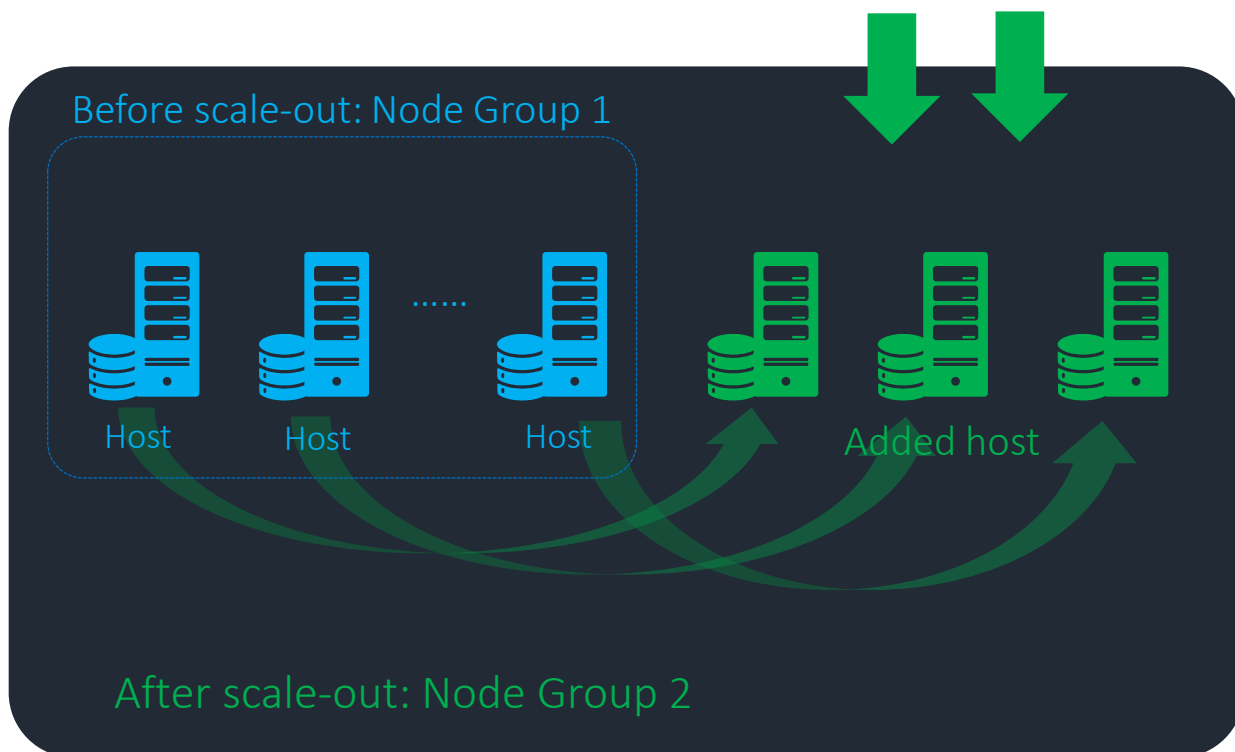 Before scale-out: Node Group 1
......
Host
Host
Host
Added host
After scale-out: Node Group 2